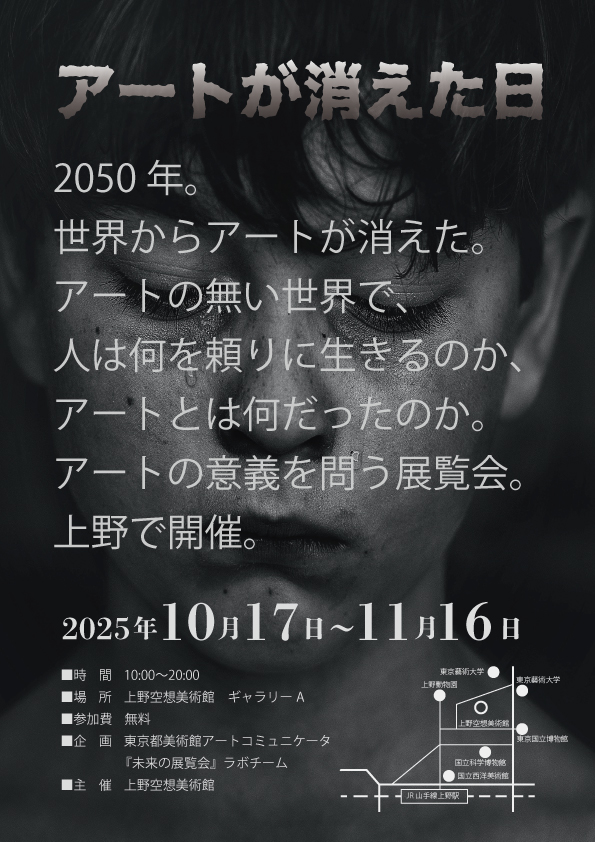 アートが消えた日
2050 年。
世界からアートが消えた。
アートの無い世界で、
人は何を頼りに生きるのか、
アートとは何だったのか。
アートの意義を問う展覧会。
上野で開催。
2025年10月17日～11月16日
■時　間　10:00～20:00
■場　所　上野空想美術館　ギャラリー A
■参加費　無料
■企　画　東京都美術館アートコミュニケータ
『未来の展覧会』ラボチーム
■主　催　上野空想美術館
東京藝術大学
東京藝術大学
上野動物園
上野空想美術館
東京国立博物館
国立科学博物館
国立西洋美術館
JR 山手線上野駅